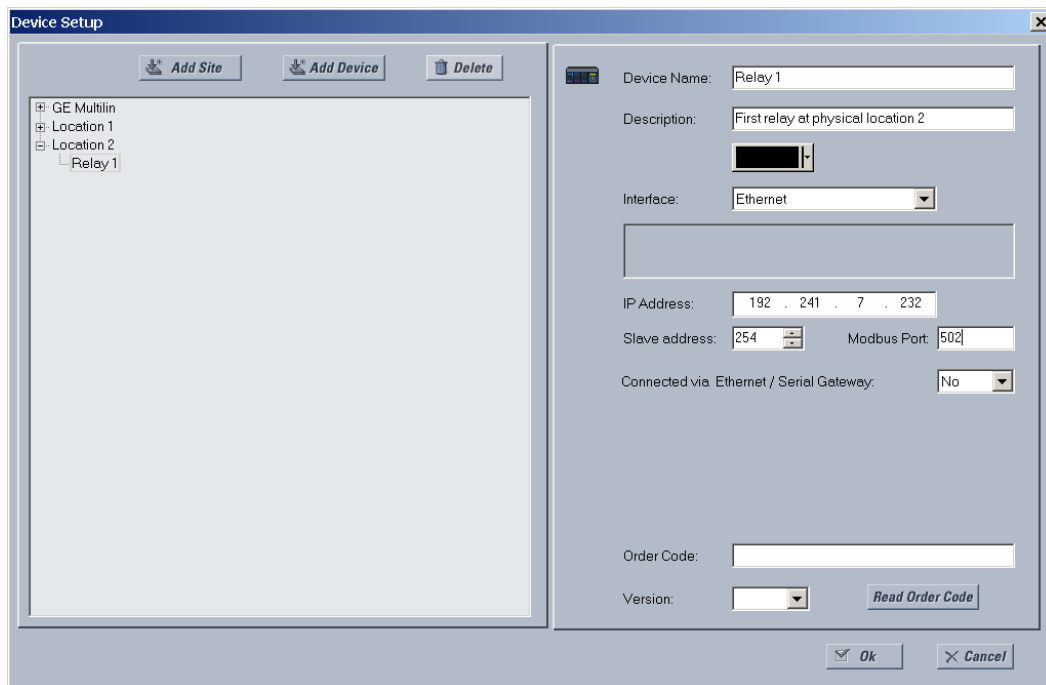 Device Setup
Add Site Add Device Delete
GE Multilin
Location 1
Location 2
Relay 1
Device Name: Relay 1
Description: First relay at physical location 2
Interface: Ethernet
IP Address: 192 . 241 . 7 . 232
Slave address: 254 Modbus Port: 502
Connected via Ethernet / Serial Gateway: No
Order Code:
Version: Read Order Code
Ok Cancel